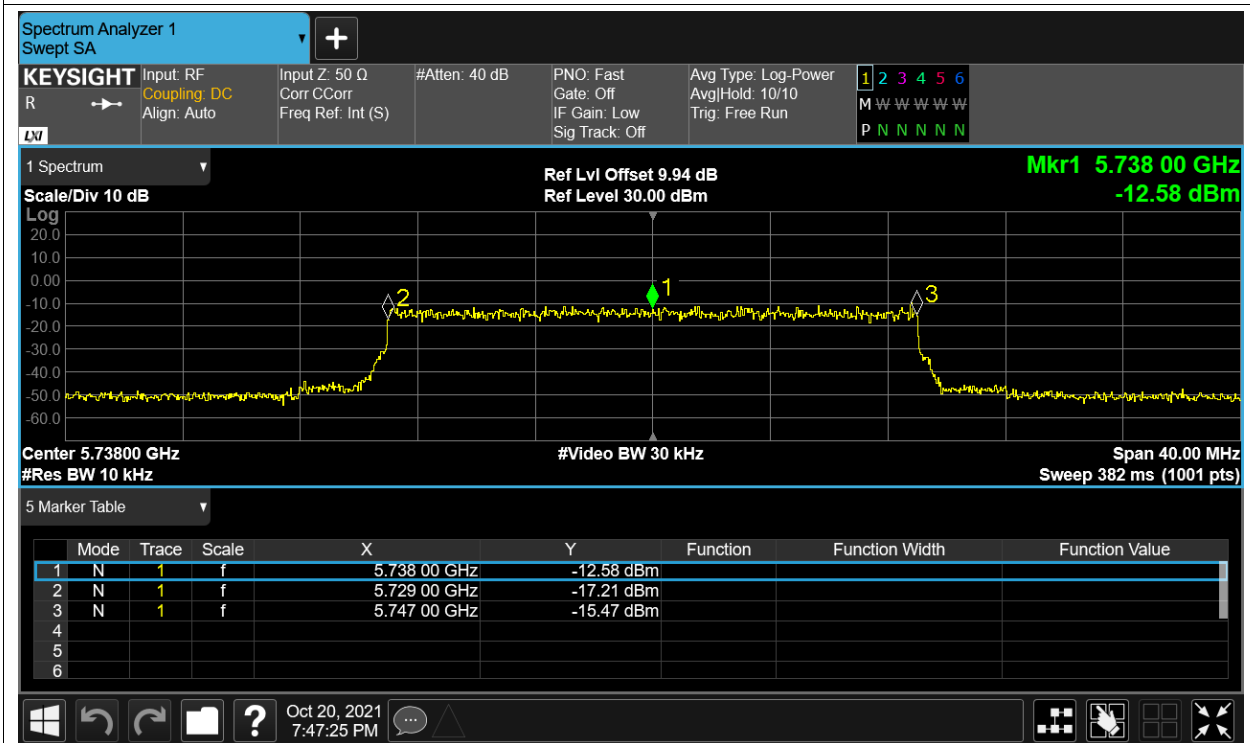 Spectrum Analyzer 1
Swept SA
KEYSIGHT Input: RF Input Z: 50 Ω #Atten: 40 dB PNO: Fast Avg Type: Log-Power 1 2 3 4 5 6
R Coupling: DC Corr CCorr Gate: Off Avg|Hold: 10/10 M W W W W W
Align: Auto Freq Ref: Int (S) IF Gain: Low Trig: Free Run
LXI Sig Track: Off P N N N N N
1 Spectrum Ref Lvl Offset 9.94 dB Mkr1 5.738 00 GHz
Scale/Div 10 dB Ref Level 30.00 dBm -12.58 dBm
Log
20.0
10.0
0.00
1
2
3
-10.0
-20.0
-30.0
-40.0
-50.0
-60.0
Center 5.73800 GHz #Video BW 30 kHz Span 40.00 MHz
#Res BW 10 kHz Sweep 382 ms (1001 pts)
5 Marker Table
Mode Trace Scale X Y Function Function Width Function Value
1 N 1 f 5.738 00 GHz -12.58 dBm
2 N 1 f 5.729 00 GHz -17.21 dBm
3 N 1 f 5.747 00 GHz -15.47 dBm
4
5
6
? Oct 20, 2021
7:47:25 PM